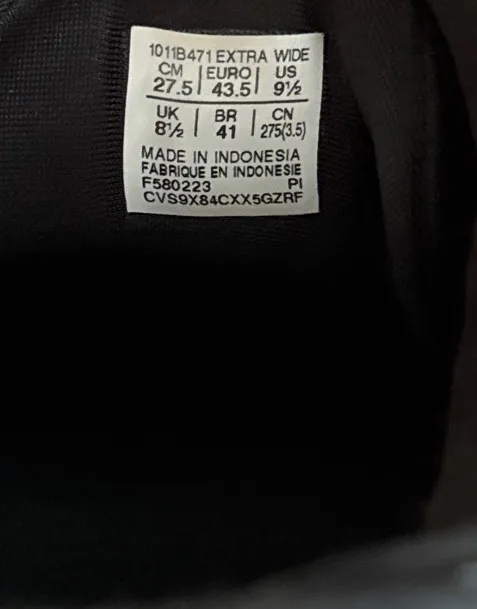 1011B471 EXTRA WIDE
CM | EURO | US
27.5 | 43.5 | 9½
UK | BR | CN
8½ | 41 | 275(3.5)
MADE IN INDONESIA
FABRIQUE EN INDONESIE
F580223 PI
CVS9X84CXX5GZRF